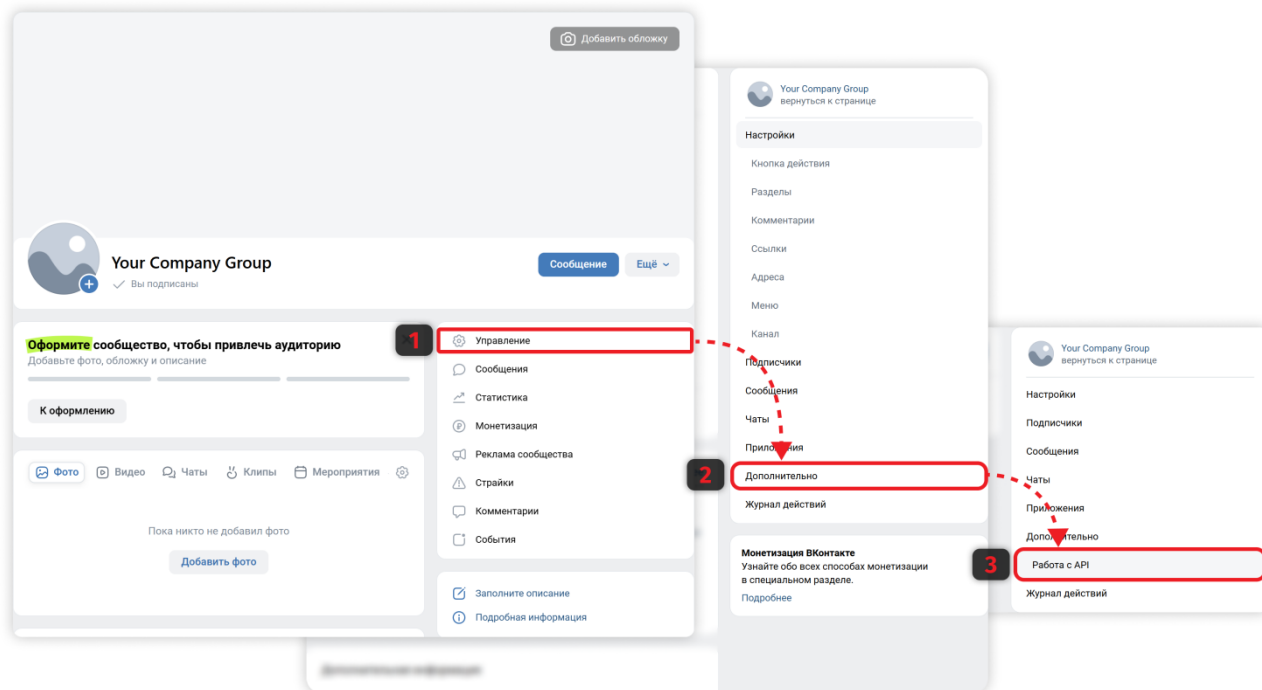 Добавить обложку
Your Company Group
Вы подписаны
Сообщение
Ещё
Оформите сообщество, чтобы привлечь аудиторию
Добавьте фото, обложку и описание
К оформлению
Фото Видео Чаты Клипы Мероприятия
Пока никто не добавил фото
Добавить фото
1
Управление
Сообщения
Статистика
Монетизация
Реклама сообщества
Страйки
Комментарии
События
Заполните описание
Подробная информация
Your Company Group
вернуться к странице
Настройки
Кнопка действия
Разделы
Комментарии
Ссылки
Адреса
Меню
Канал
Подписчики
Сообщения
Чаты
Приложения
2
Дополнительно
Журнал действий
Монетизация ВКонтакте
Узнайте обо всех способах монетизации
в специальном разделе.
Подробнее
Your Company Group
вернуться к странице
Настройки
Подписчики
Сообщения
Чаты
Приложения
Дополнительно
3
Работа с API
Журнал действий